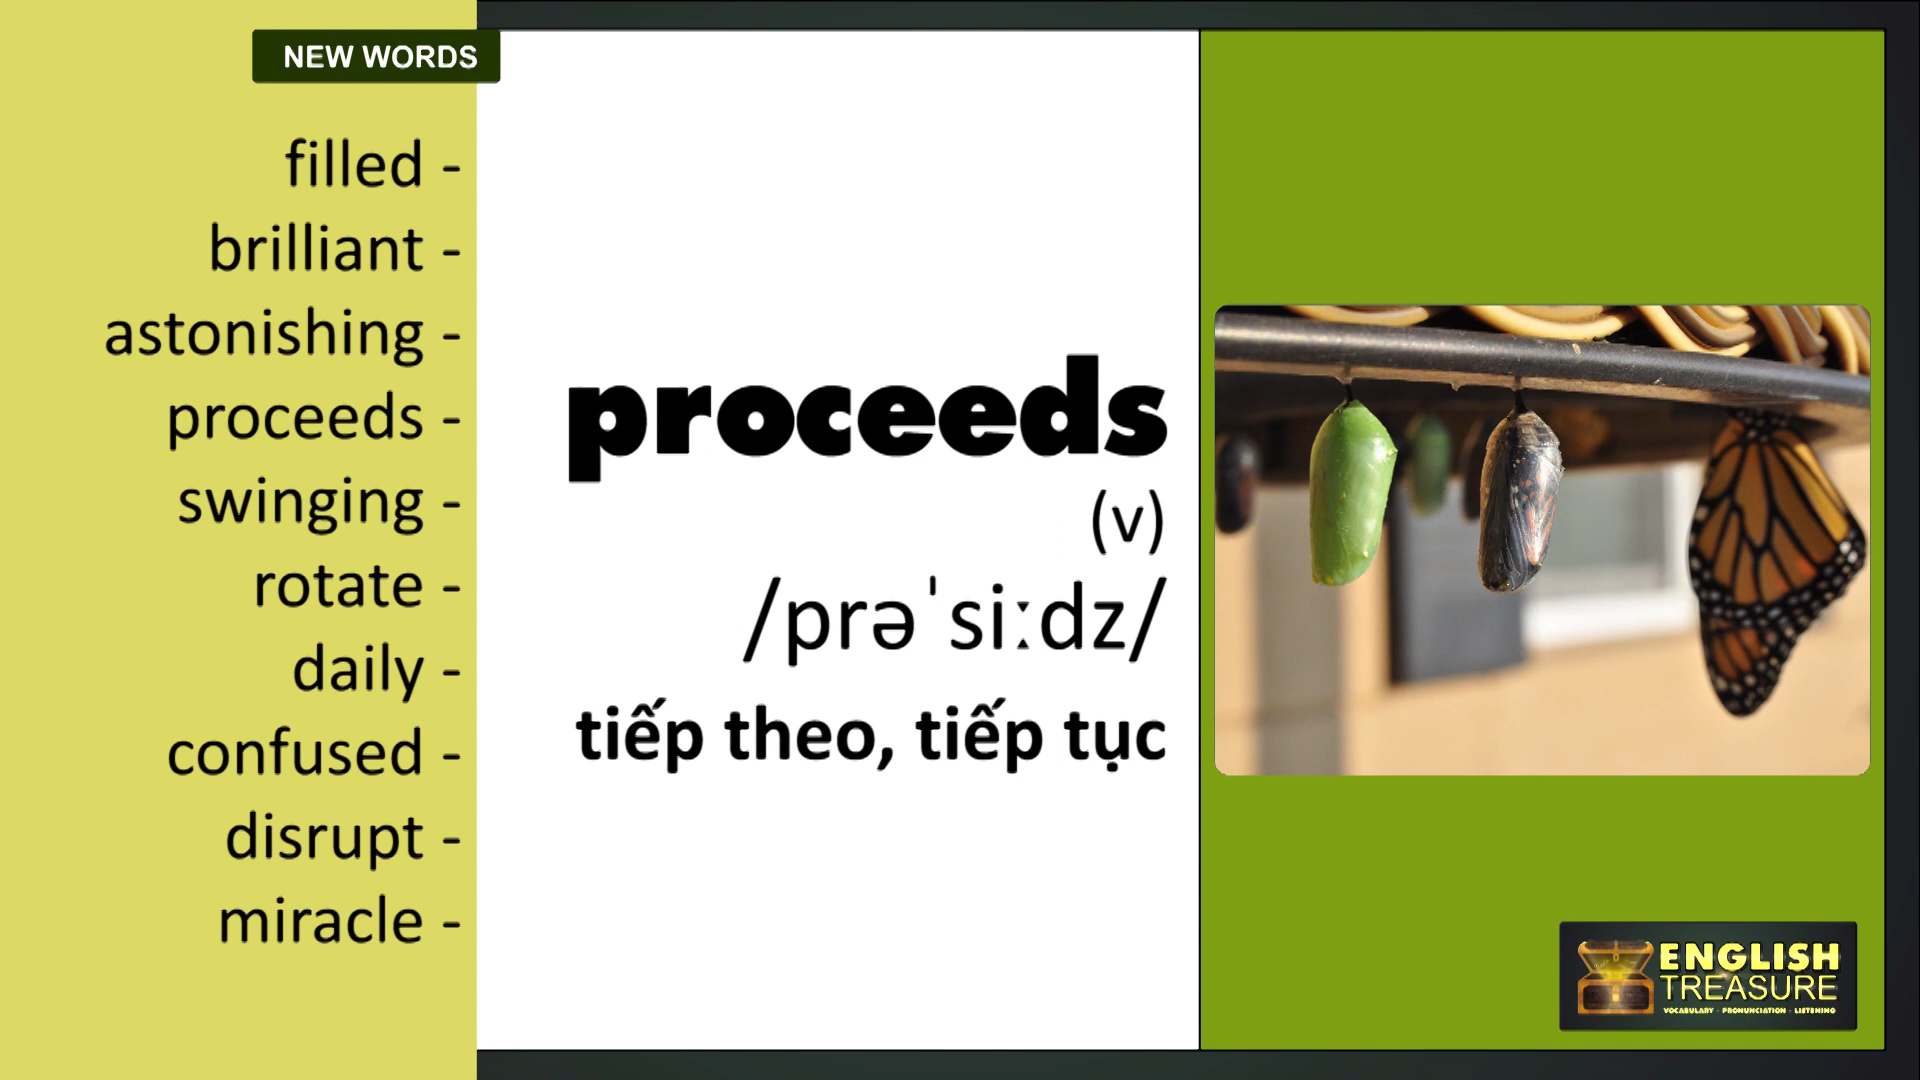 NEW WORDS
filled -
brilliant -
astonishing -
proceeds -
swinging -
rotate -
daily -
confused -
disrupt -
miracle -
proceeds
(v)
/prəˈsiːdz/
tiếp theo, tiếp tục
ENGLISH
TREASURE
VOCABULARY - PRONUNCIATION - LISTENING